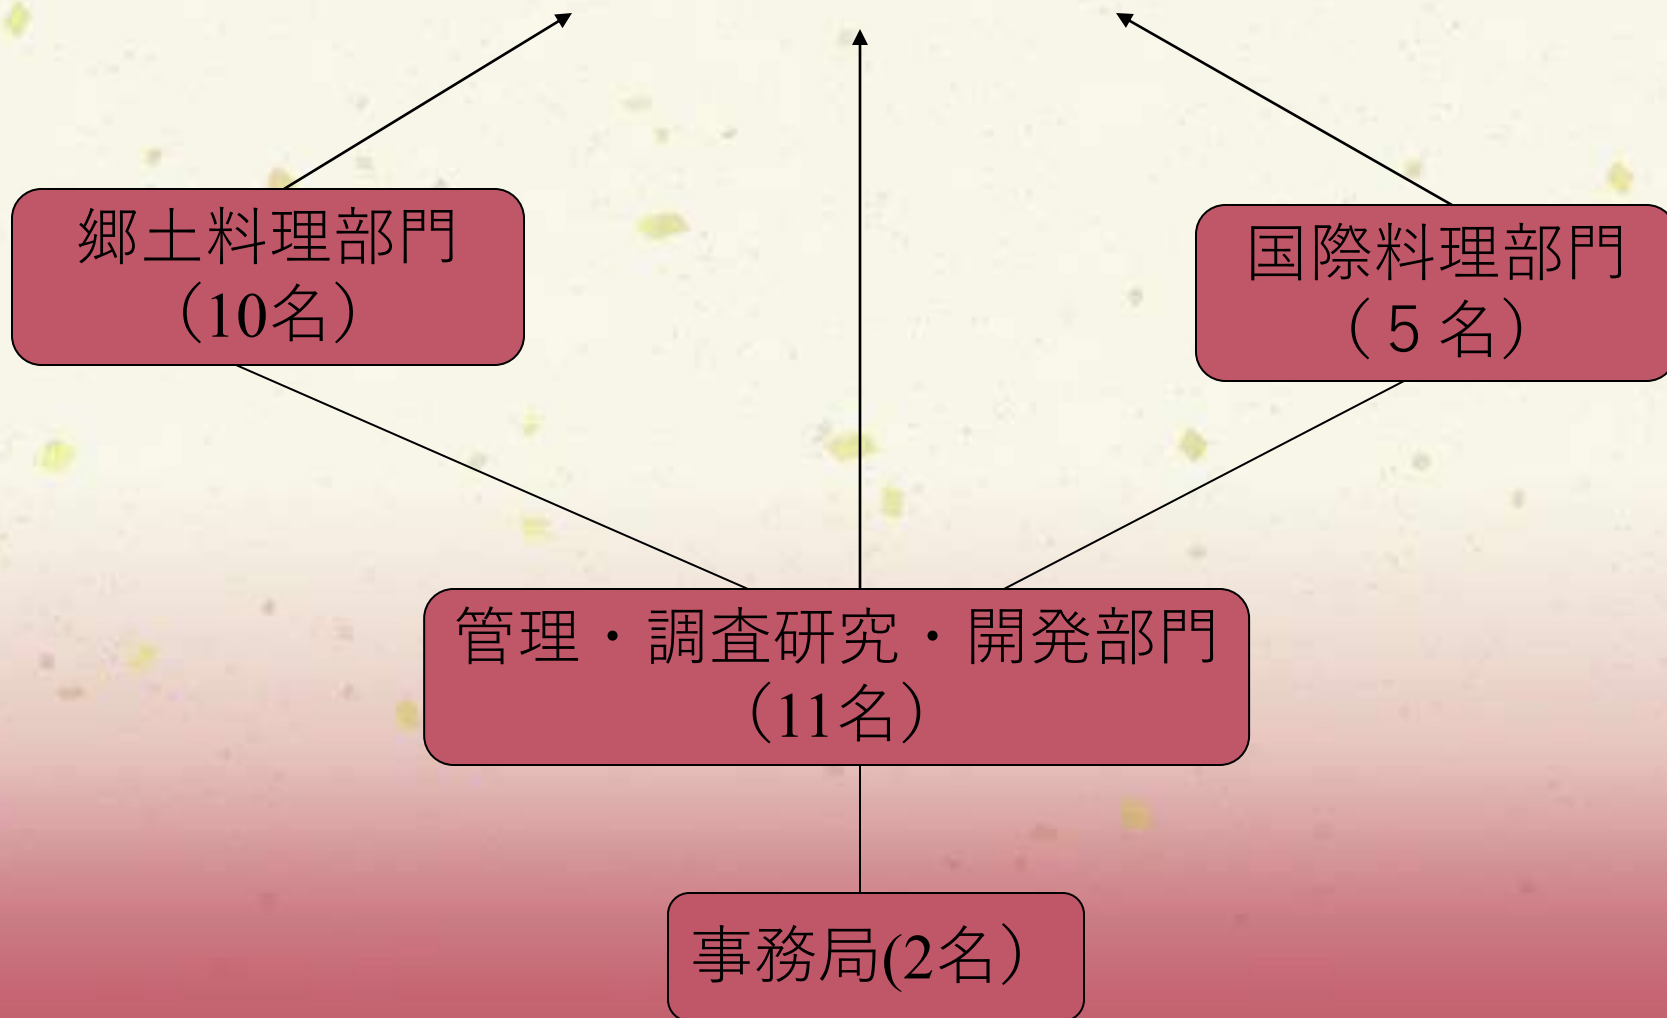 郷土料理部門
（10名）
国際料理部門
（５名）
管理・調査研究・開発部門
（11名）
事務局(2名）